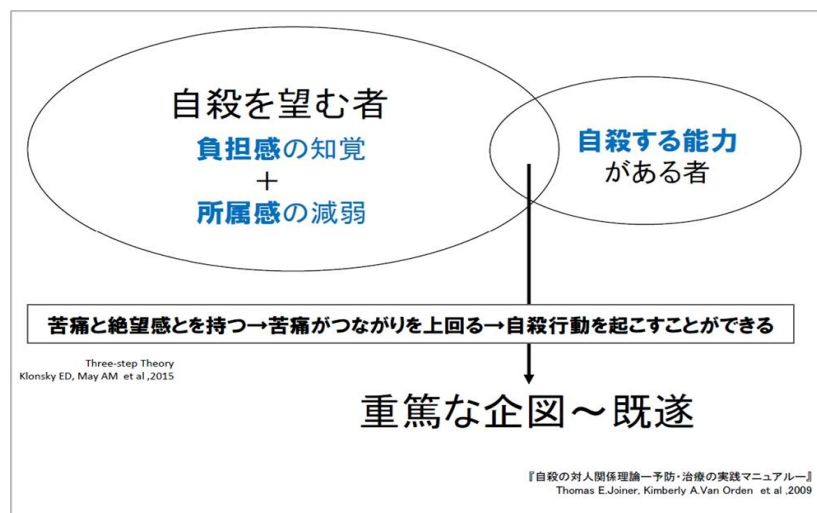 自殺を望む者
負担感の知覚
+
所属感の減弱
自殺する能力
がある者
苦痛と絶望感とを持つ→苦痛がつながりを上回る→自殺行動を起こすことができる
Three-step Theory
Klonsky ED, May AM et al ,2015
重篤な企図～既遂
『自殺の対人関係理論ー予防・治療の実践マニュアルー』
Thomas E.Joiner, Kimberly A.Van Orden et al ,2009